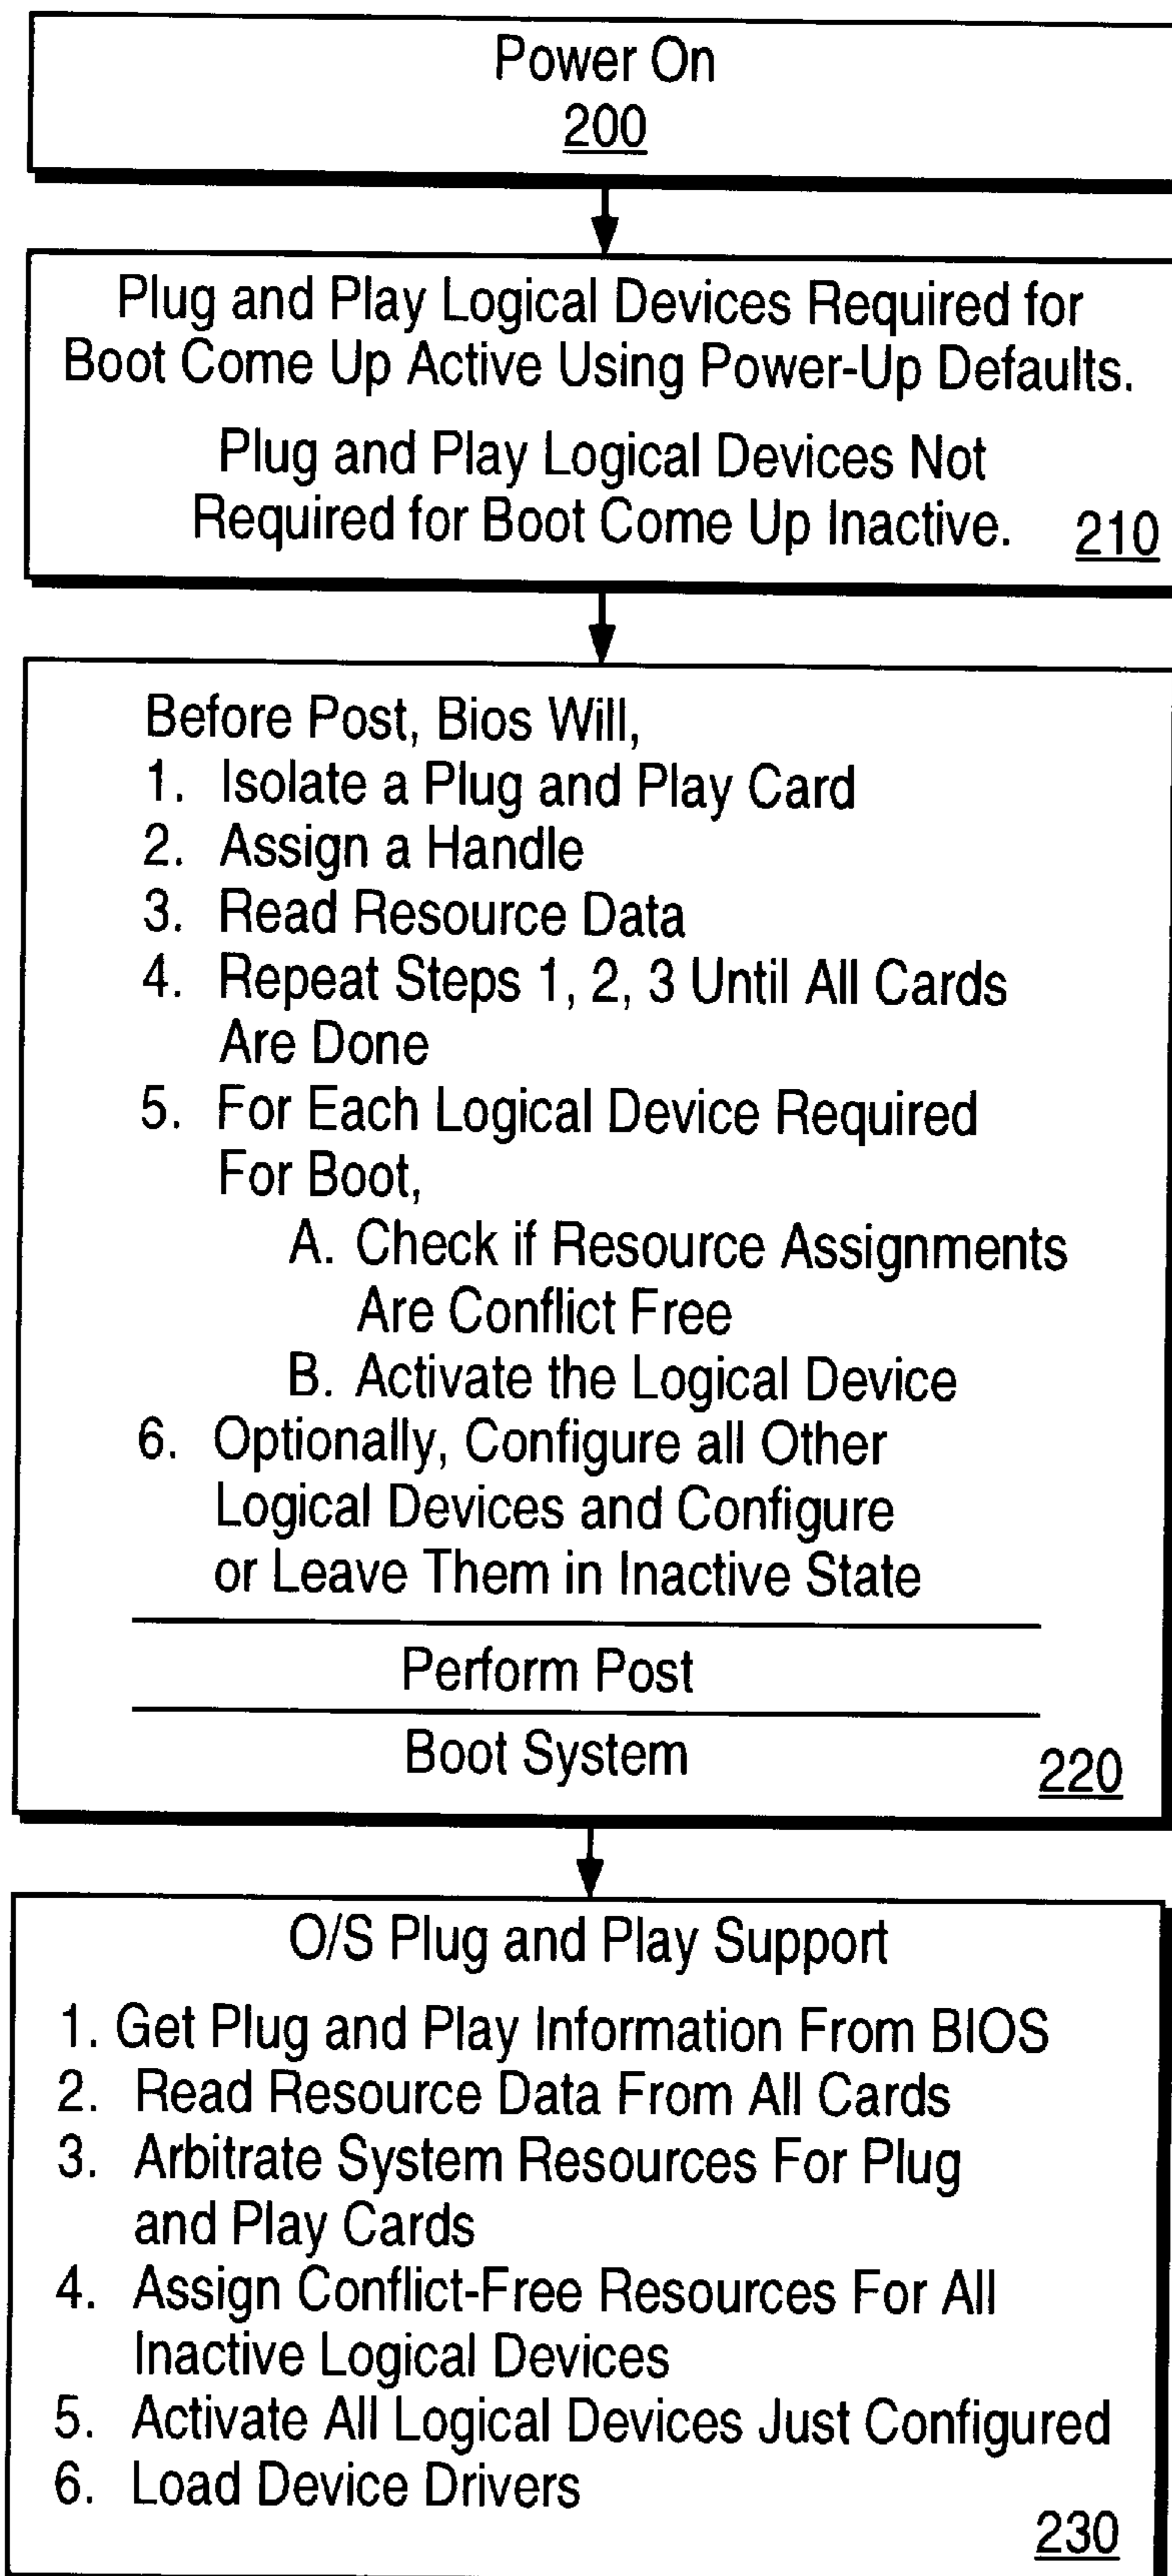 Power On
200
Plug and Play Logical Devices Required for
Boot Come Up Active Using Power-Up Defaults.
Plug and Play Logical Devices Not
Required for Boot Come Up Inactive. 210
Before Post, Bios Will,
1. Isolate a Plug and Play Card
2. Assign a Handle
3. Read Resource Data
4. Repeat Steps 1, 2, 3 Until All Cards
Are Done
5. For Each Logical Device Required
For Boot,
A. Check if Resource Assignments
Are Conflict Free
B. Activate the Logical Device
6. Optionally, Configure all Other
Logical Devices and Configure
or Leave Them in Inactive State
Perform Post
Boot System 220
O/S Plug and Play Support
1. Get Plug and Play Information From BIOS
2. Read Resource Data From All Cards
3. Arbitrate System Resources For Plug
and Play Cards
4. Assign Conflict-Free Resources For All
Inactive Logical Devices
5. Activate All Logical Devices Just Configured
6. Load Device Drivers
230